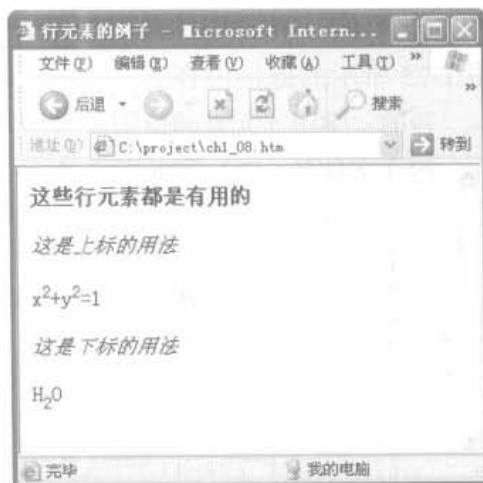 行元素的例子 - Microsoft Intern...
文件(F) 编辑(E) 查看(V) 收藏(A) 工具(T) »
后退 搜索 »
地址(D) C:\project\ch1_08.htm 转到
这些行元素都是有用的
这是上标的用法
x²+y²=1
这是下标的用法
H₂O
完毕 我的电脑